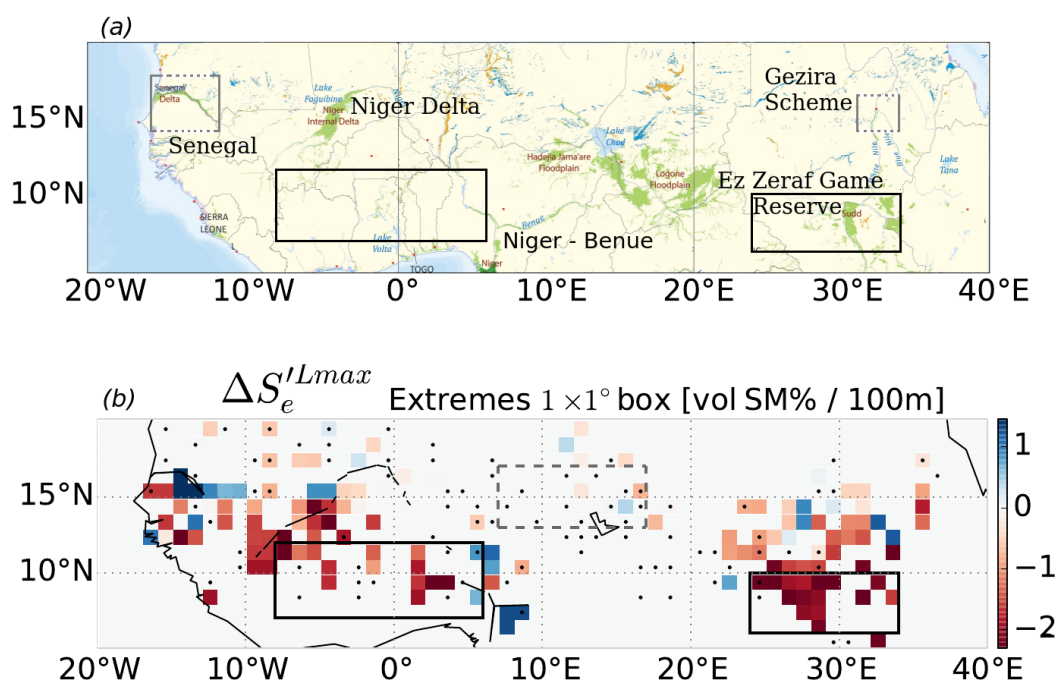 (a)
Senegal
Delta
Senegal
Lake
Faguibine
Niger
Internal Delta
Niger Delta
Hadejia Jama'are
Floodplain
Lake
Chad
Logone
Floodplain
Gezira
Scheme
Lake
Tana
Ez Zeraf Game
Reserve
Sudd
SIERRA
LEONE
L
Lake
Volta
TOGO
Benue
Niger
Niger - Benue
15°N
10°N
20°W 10°W 0° 10°E 20°E 30°E 40°E
(b) ΔS′ₑᴸᵐᵃˣ Extremes 1×1° box [vol SM% / 100m]
15°N
10°N
20°W 10°W 0° 10°E 20°E 30°E 40°E
1
0
−1
−2